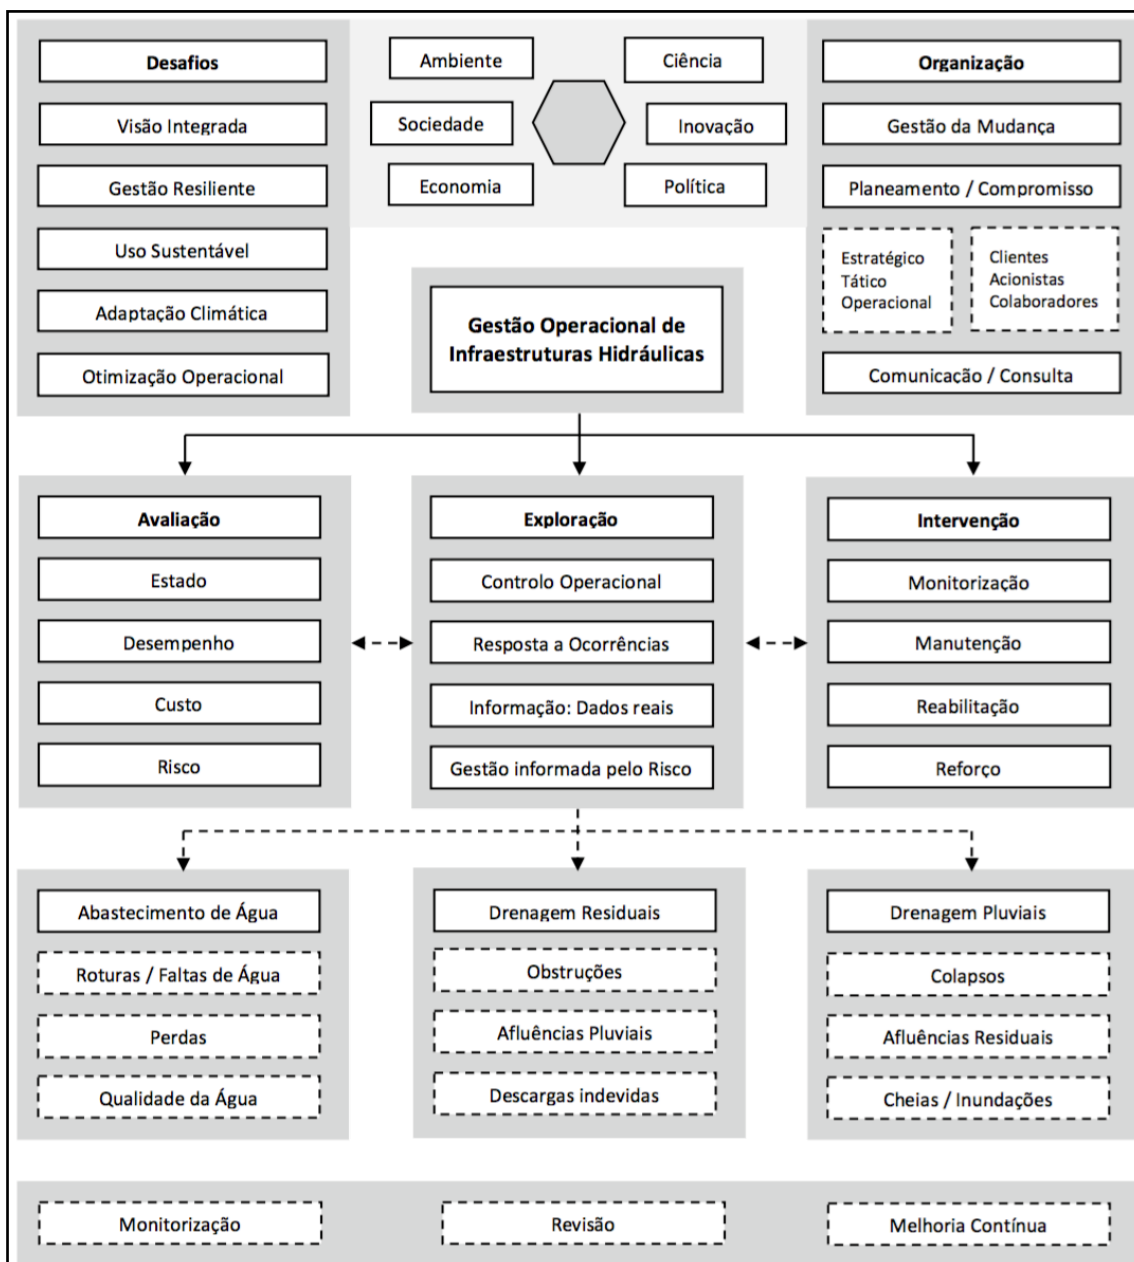 Desafios
Visão Integrada
Gestão Resiliente
Uso Sustentável
Adaptação Climática
Otimização Operacional
Ambiente
Sociedade
Economia
Ciência
Inovação
Política
Organização
Gestão da Mudança
Planeamento / Compromisso
Estratégico
Tático
Operacional
Clientes
Acionistas
Colaboradores
Comunicação / Consulta
Gestão Operacional de
Infraestruturas Hidráulicas
Avaliação
Estado
Desempenho
Custo
Risco
Exploração
Controlo Operacional
Resposta a Ocorrências
Informação: Dados reais
Gestão informada pelo Risco
Intervenção
Monitorização
Manutenção
Reabilitação
Reforço
Abastecimento de Água
Roturas / Faltas de Água
Perdas
Qualidade da Água
Drenagem Residuais
Obstruções
Afluências Pluviais
Descargas indevidas
Drenagem Pluviais
Colapsos
Afluências Residuais
Cheias / Inundações
Monitorização
Revisão
Melhoria Contínua